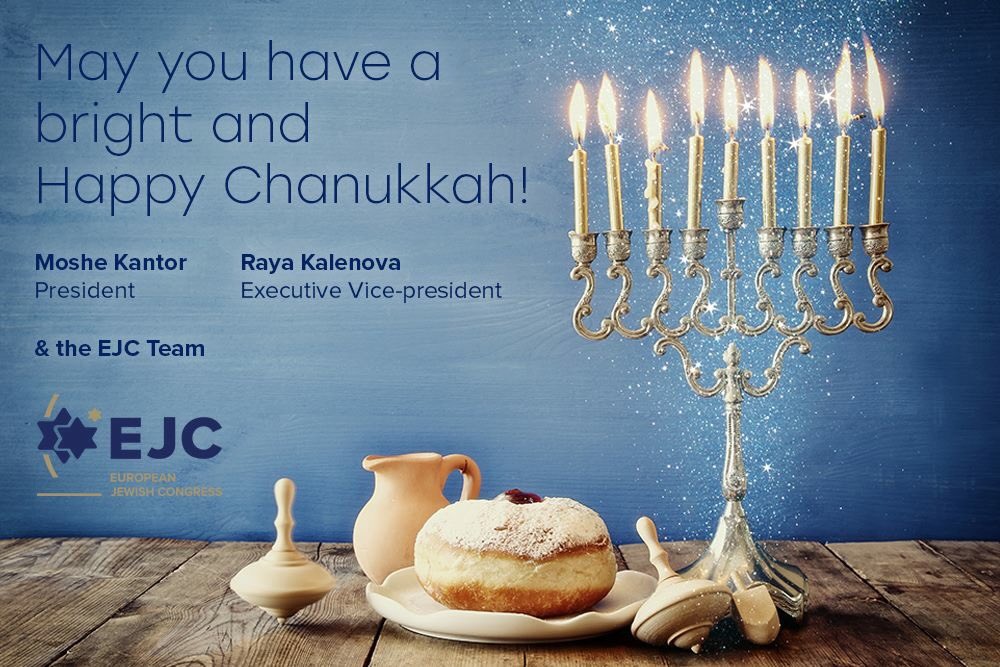 May you have a
bright and
Happy Chanukkah!
Moshe Kantor
President
Raya Kalenova
Executive Vice-president
& the EJC Team
EJC
EUROPEAN
JEWISH CONGRESS